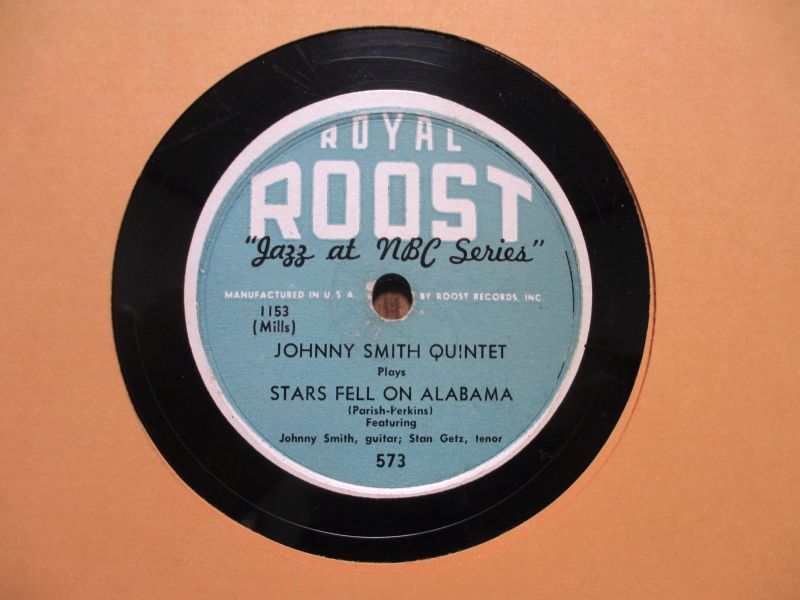 ROYAL
ROOST
"Jazz at NBC Series"
MANUFACTURED IN U.S.A. BY ROOST RECORDS, INC
1153
(Mills)
JOHNNY SMITH QUINTET
Plays
STARS FELL ON ALABAMA
(Parish-Perkins)
Featuring
Johnny Smith, guitar; Stan Getz, tenor
573